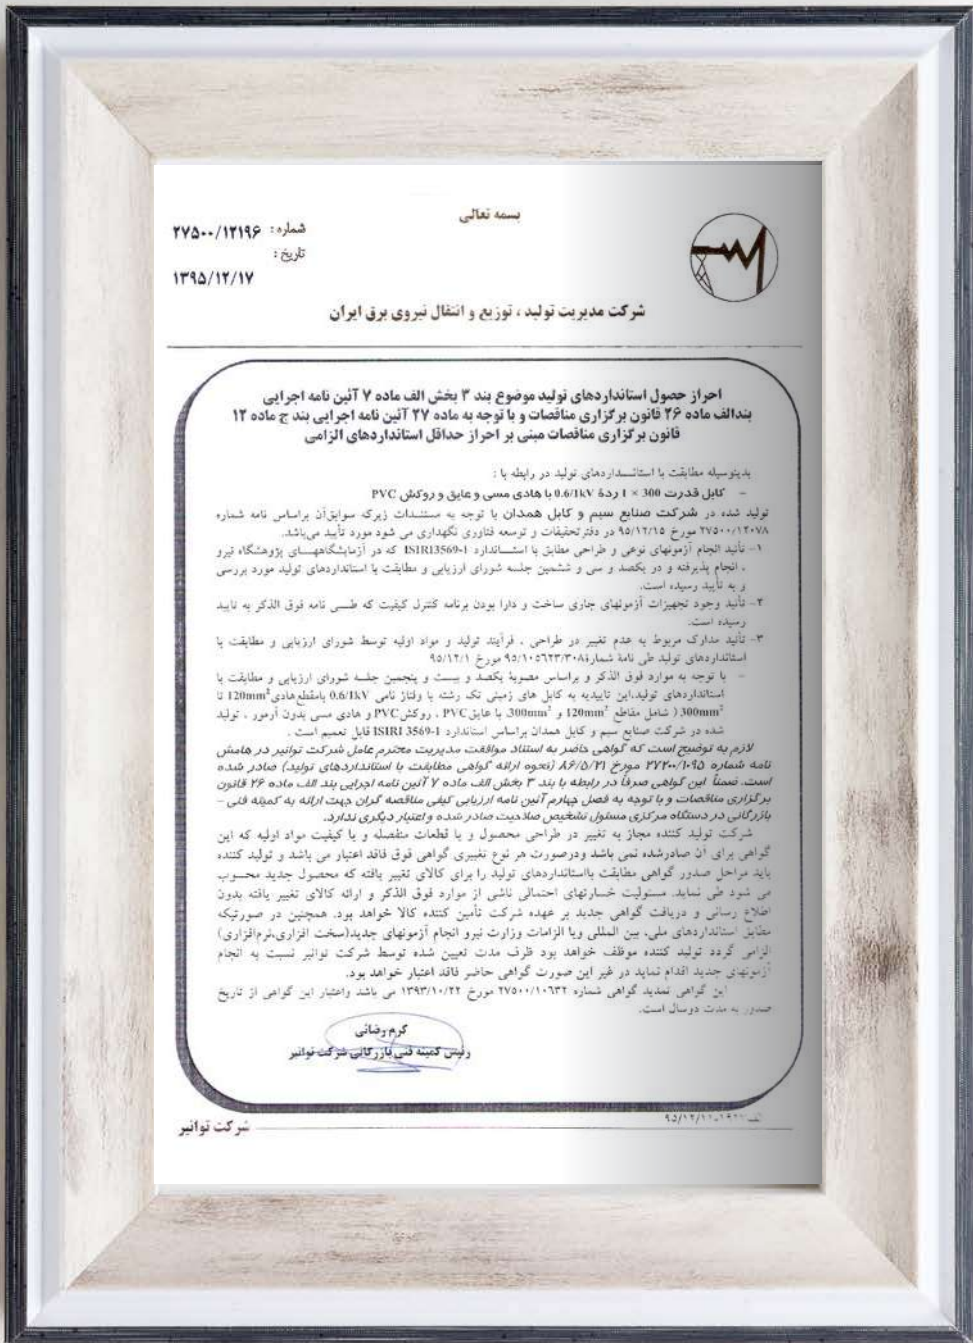 بسمه تعالی
شماره: ۲۷۵۰۰/۱۲۱۹۶
تاریخ:
۱۳۹۵/۱۲/۱۷
شرکت مدیریت تولید ، توزیع و انتقال نیروی برق ایران
احراز حصول استانداردهای تولید موضوع بند ۳ بخش الف ماده ۷ آئین نامه اجرایی
بندالف ماده ۲۶ قانون برگزاری مناقصات و با توجه به ماده ۲۷ آئین نامه اجرایی بند ج ماده ۱۲
قانون برگزاری مناقصات مبنی بر احراز حداقل استانداردهای الزامی
بدینوسیله مطابقت با استانداردهای تولید در رابطه با :
- کابل قدرت 300 × 1 ردۀ 0.6/1kV با هادی مسی و عایق و روکش PVC
تولید شده در شرکت صنایع سیم و کابل همدان با توجه به مستندات زیرکه سوابق‌آن براساس نامه شماره
۲۷۵۰۰/۱۲۰۷۸ مورخ ۹۵/۱۲/۱۵ در دفترتحقیقات و توسعه فناوری نگهداری می شود مورد تأیید می‌باشد.
۱- تأئید انجام آزمونهای نوعی و طراحی مطابق با استاندارد ISIRI3569-1 که در آزمایشگاههای پژوهشگاه نیرو
، انجام پذیرفته و در یکصد و سی و ششمین جلسه شورای ارزیابی و مطابقت با استانداردهای تولید مورد بررسی
و به تأیید رسیده است.
۲- تأئید وجود تجهیزات آزمونهای جاری ساخت و دارا بودن برنامه کنترل کیفیت که طی نامه فوق الذکر به تایید
رسیده است.
۳- تأئید مدارک مربوط به عدم تغییر در طراحی ، فرآیند تولید و مواد اولیه توسط شورای ارزیابی و مطابقت با
استانداردهای تولید طی نامۀ شمارۀ ۹۵/۱۰۵۶۲۳/۳۰۸ مورخ ۹۵/۱۲/۱
- با توجه به موارد فوق الذکر و براساس مصوبۀ یکصد و بیست و پنجمین جلسه شورای ارزیابی و مطابقت با
استانداردهای تولید،این تاییدیه به کابل های زمینی تک رشته با ولتاژ نامی 0.6/1kV بامقطع هادی 120mm² تا
300mm² ( شامل مقاطع 120mm² و 300mm²) با عایق PVC ، روکش PVC و هادی مسی بدون آرمور ، تولید
شده در شرکت صنایع سیم و کابل همدان براساس استاندارد ISIRI 3569-1 قابل تعمیم است .
لازم به توضیح است که گواهی حاضر به استناد موافقت مدیریت محترم عامل شرکت توانیر در هامش
نامه شماره ۲۷۲۰۰/۱۰۹۵ مورخ ۸۶/۵/۲۱ (نحوه ارائه گواهی مطابقت با استانداردهای تولید) صادر شده
است. ضمناً این گواهی صرفاً در رابطه با بند ۳ بخش الف ماده ۷ آئین نامه اجرایی بند الف ماده ۲۶ قانون
برگزاری مناقصات و با توجه به فصل چهارم آئین نامه ارزیابی کیفی مناقصه گران جهت ارائه به کمیته فنی -
بازرگانی در دستگاه مرکزی مسئول تشخیص صلاحیت صادر شده و اعتبار دیگری ندارد.
شرکت تولید کننده مجاز به تغییر در طراحی محصول و یا قطعات منفصله و یا کیفیت مواد اولیه که این
گواهی برای آن صادرشده نمی باشد ودرصورت هر نوع تغییری گواهی فوق فاقد اعتبار می باشد و تولید کننده
باید مراحل صدور گواهی مطابقت بااستانداردهای تولید را برای کالای تغییر یافته که محصول جدید محسوب
می شود طی نماید. مسئولیت خسارتهای احتمالی ناشی از موارد فوق الذکر و ارائه کالای تغییر یافته بدون
اطلاع رسانی و دریافت گواهی جدید بر عهده شرکت تأمین کننده کالا خواهد بود. همچنین در صورتیکه
مطابق استانداردهای ملی، بین المللی ویا الزامات وزارت نیرو انجام آزمونهای جدید(سخت افزاری،نرم‌افزاری)
الزامی گردد تولید کننده موظف خواهد بود ظرف مدت تعیین شده توسط شرکت توانیر نسبت به انجام
آزمونهای جدید اقدام نماید در غیر این صورت گواهی حاضر فاقد اعتبار خواهد بود.
این گواهی تمدید گواهی شماره ۲۷۵۰۰/۱۰۶۳۲ مورخ ۱۳۹۳/۱۰/۲۲ می باشد واعتبار این گواهی از تاریخ
صدور به مدت دوسال است.
کرم رضائی
رئیس کمیته فنی بازرگانی شرکت توانیر
شرکت توانیر